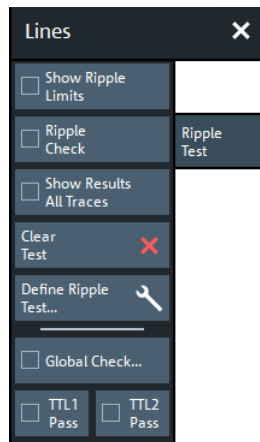 Lines
Show Ripple
Limits
Ripple
Check
Show Results
All Traces
Clear
Test
Define Ripple
Test...
Global Check...
TTL1
Pass
TTL2
Pass
Ripple
Test